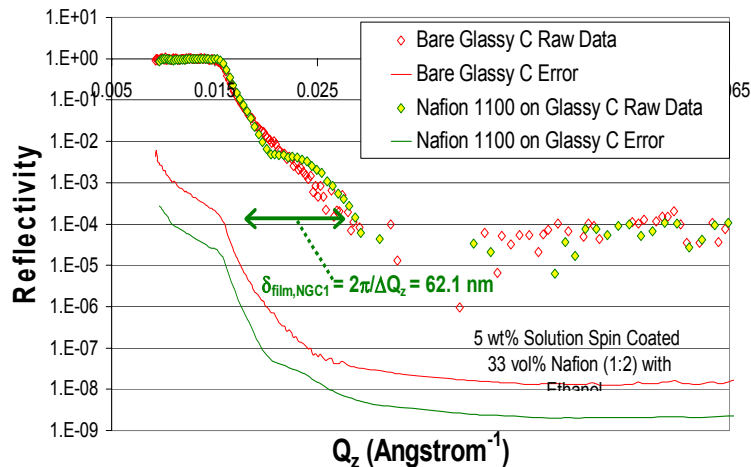 1.E+01
1.E+00
1.E-01
1.E-02
1.E-03
1.E-04
1.E-05
1.E-06
1.E-07
1.E-08
1.E-09
Reflectivity
0.005
0.015
0.025
065
Bare Glassy C Raw Data
Bare Glassy C Error
Nafion 1100 on Glassy C Raw Data
Nafion 1100 on Glassy C Error
δfilm,NGC1 = 2π/ΔQz = 62.1 nm
5 wt% Solution Spin Coated
33 vol% Nafion (1:2) with
Ethanol
Qz (Angstrom⁻¹)